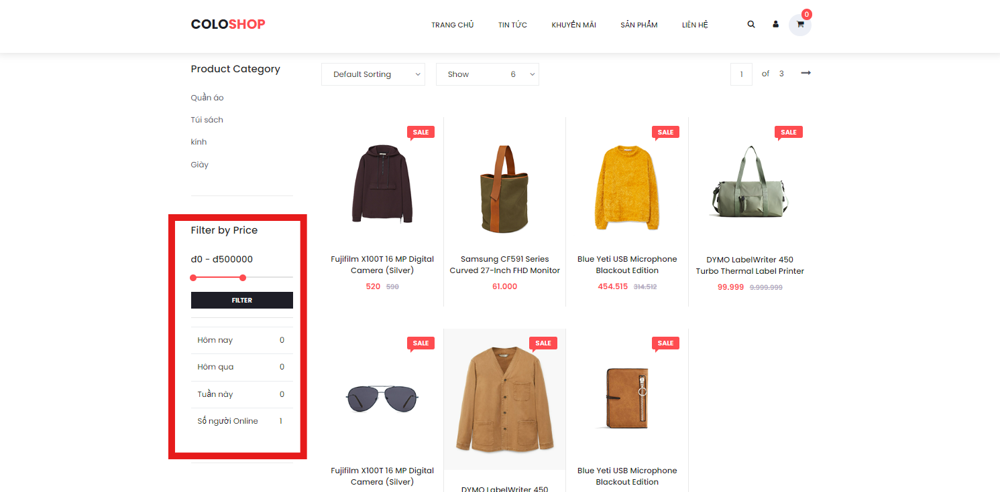 COLOSHOP
TRANG CHỦ
TIN TỨC
KHUYẾN MÃI
SẢN PHẨM
LIÊN HỆ
0
Product Category
Quần áo
Túi sách
kính
Giày
Filter by Price
đ0 - đ500000
FILTER
Hôm nay 0
Hôm qua 0
Tuần này 0
Số người Online 1
Default Sorting
Show 6
1 of 3
SALE
Fujifilm X100T 16 MP Digital
Camera (Silver)
520 590
Samsung CF591 Series
Curved 27-Inch FHD Monitor
61.000
SALE
Blue Yeti USB Microphone
Blackout Edition
454.515 314.512
SALE
DYMO LabelWriter 450
Turbo Thermal Label Printer
99.999 9.999.999
SALE
Fujifilm X100T 16 MP Digital
Camera (Silver)
SALE
DYMO LabelWriter 450
SALE
Blue Yeti USB Microphone
Blackout Edition